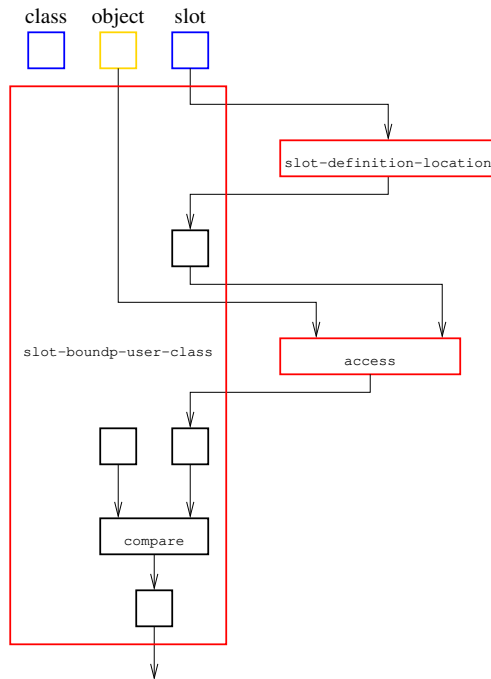 class object slot
slot-definition-location
slot-boundp-user-class
access
compare